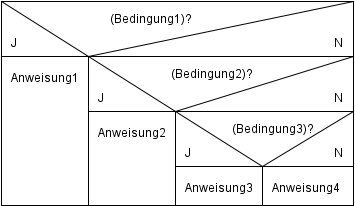 (Bedingung1)?
J N
Anweisung1
(Bedingung2)?
J N
Anweisung2
(Bedingung3)?
J N
Anweisung3 Anweisung4